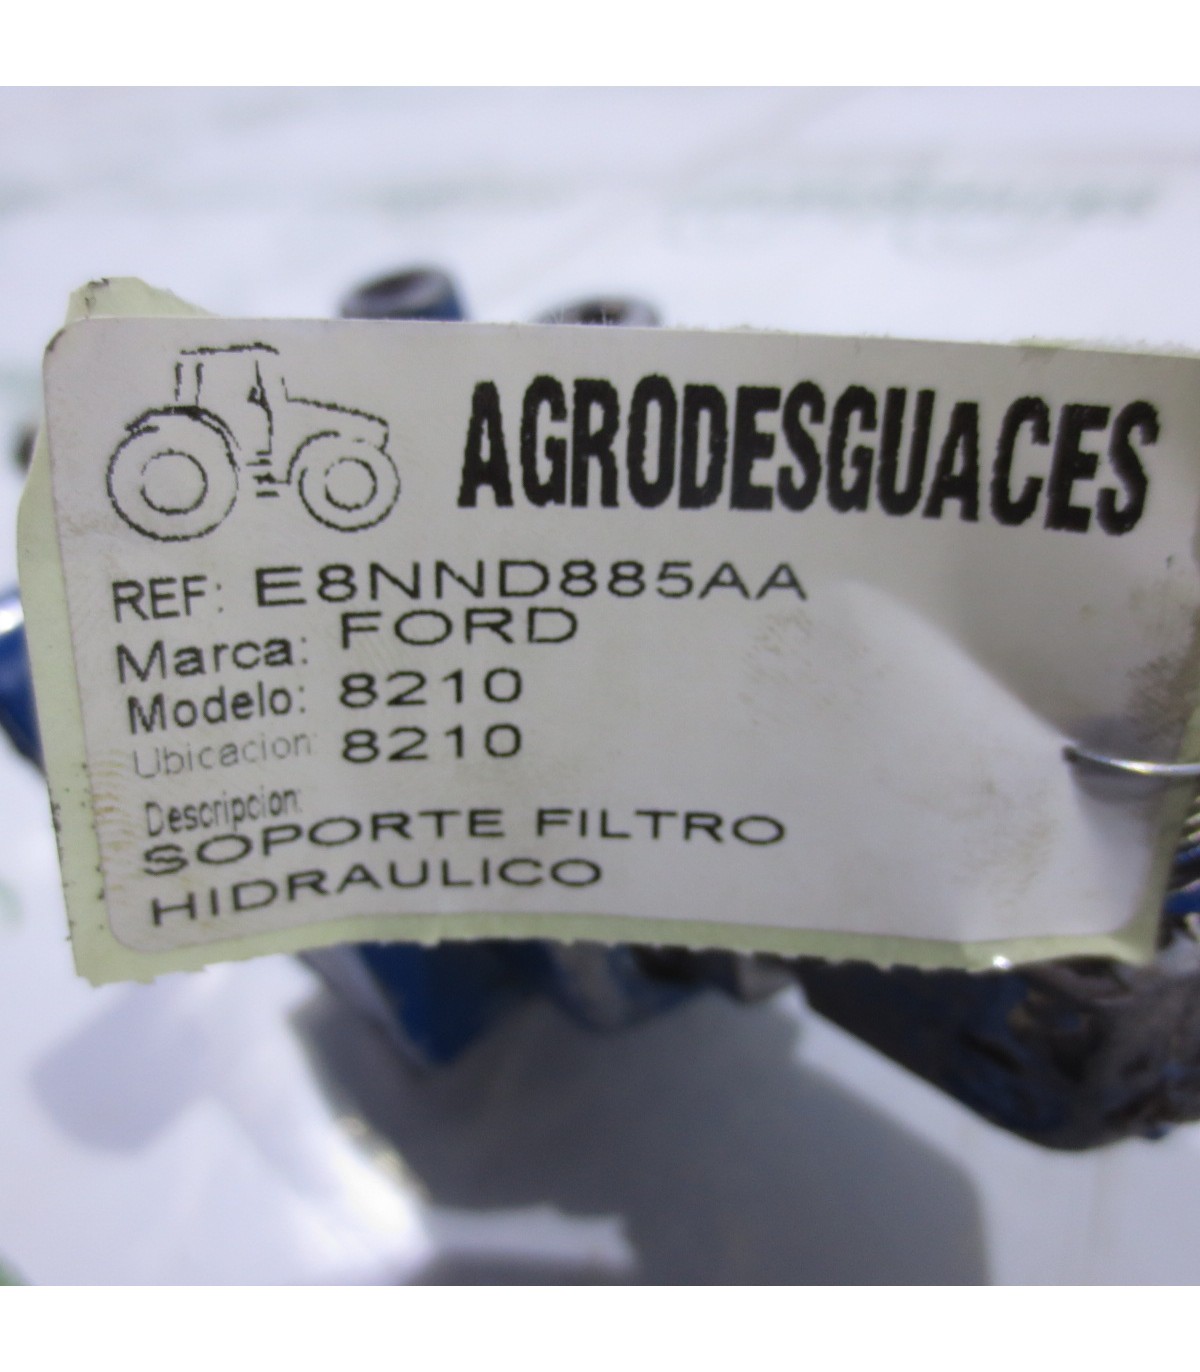 AGRODESGUACES
REF: E8NND885AA
Marca: FORD
Modelo: 8210
Ubicacion: 8210
Descripcion:
SOPORTE FILTRO
HIDRAULICO